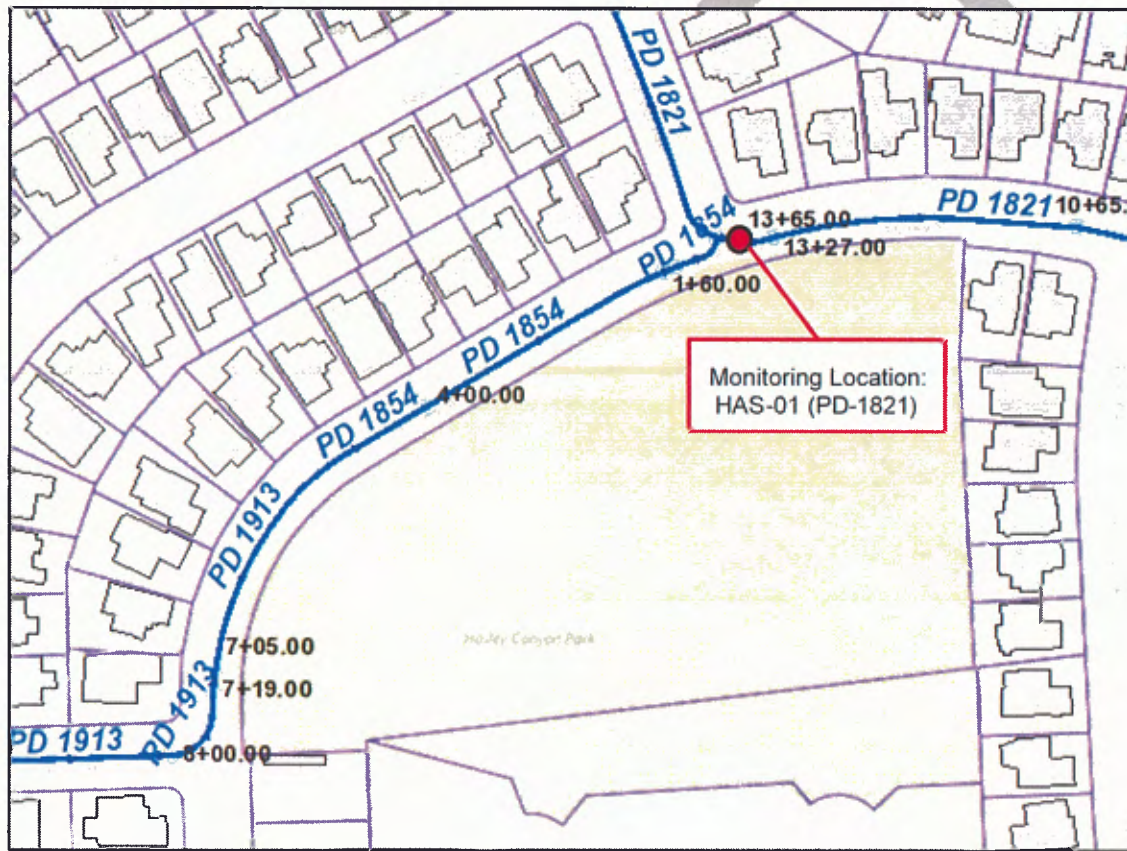 PD 1821
PD 1854
13+65.00
PD 1821
10+65
13+27.00
1+60.00
PD 1854
Monitoring Location:
HAS-01 (PD-1821)
4+00.00
PD 1854
PD 1913
Canyon Park
7+05.00
7+19.00
PD 1913
PD 1913
8+00.00